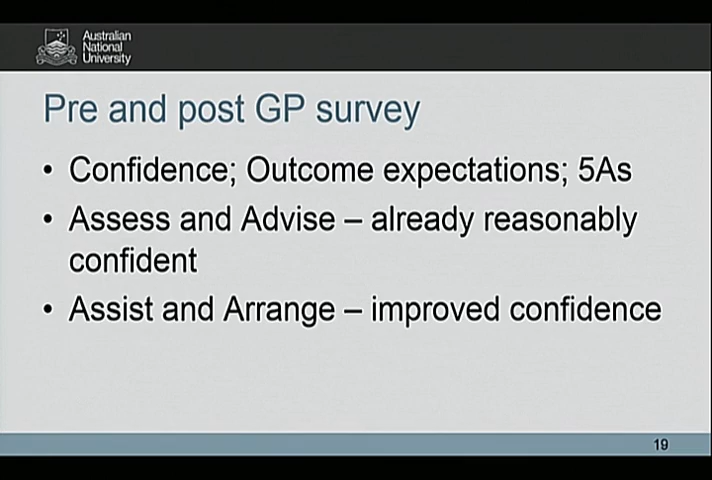 Australian
National
University
Pre and post GP survey
• Confidence; Outcome expectations; 5As
• Assess and Advise – already reasonably
confident
• Assist and Arrange – improved confidence
19